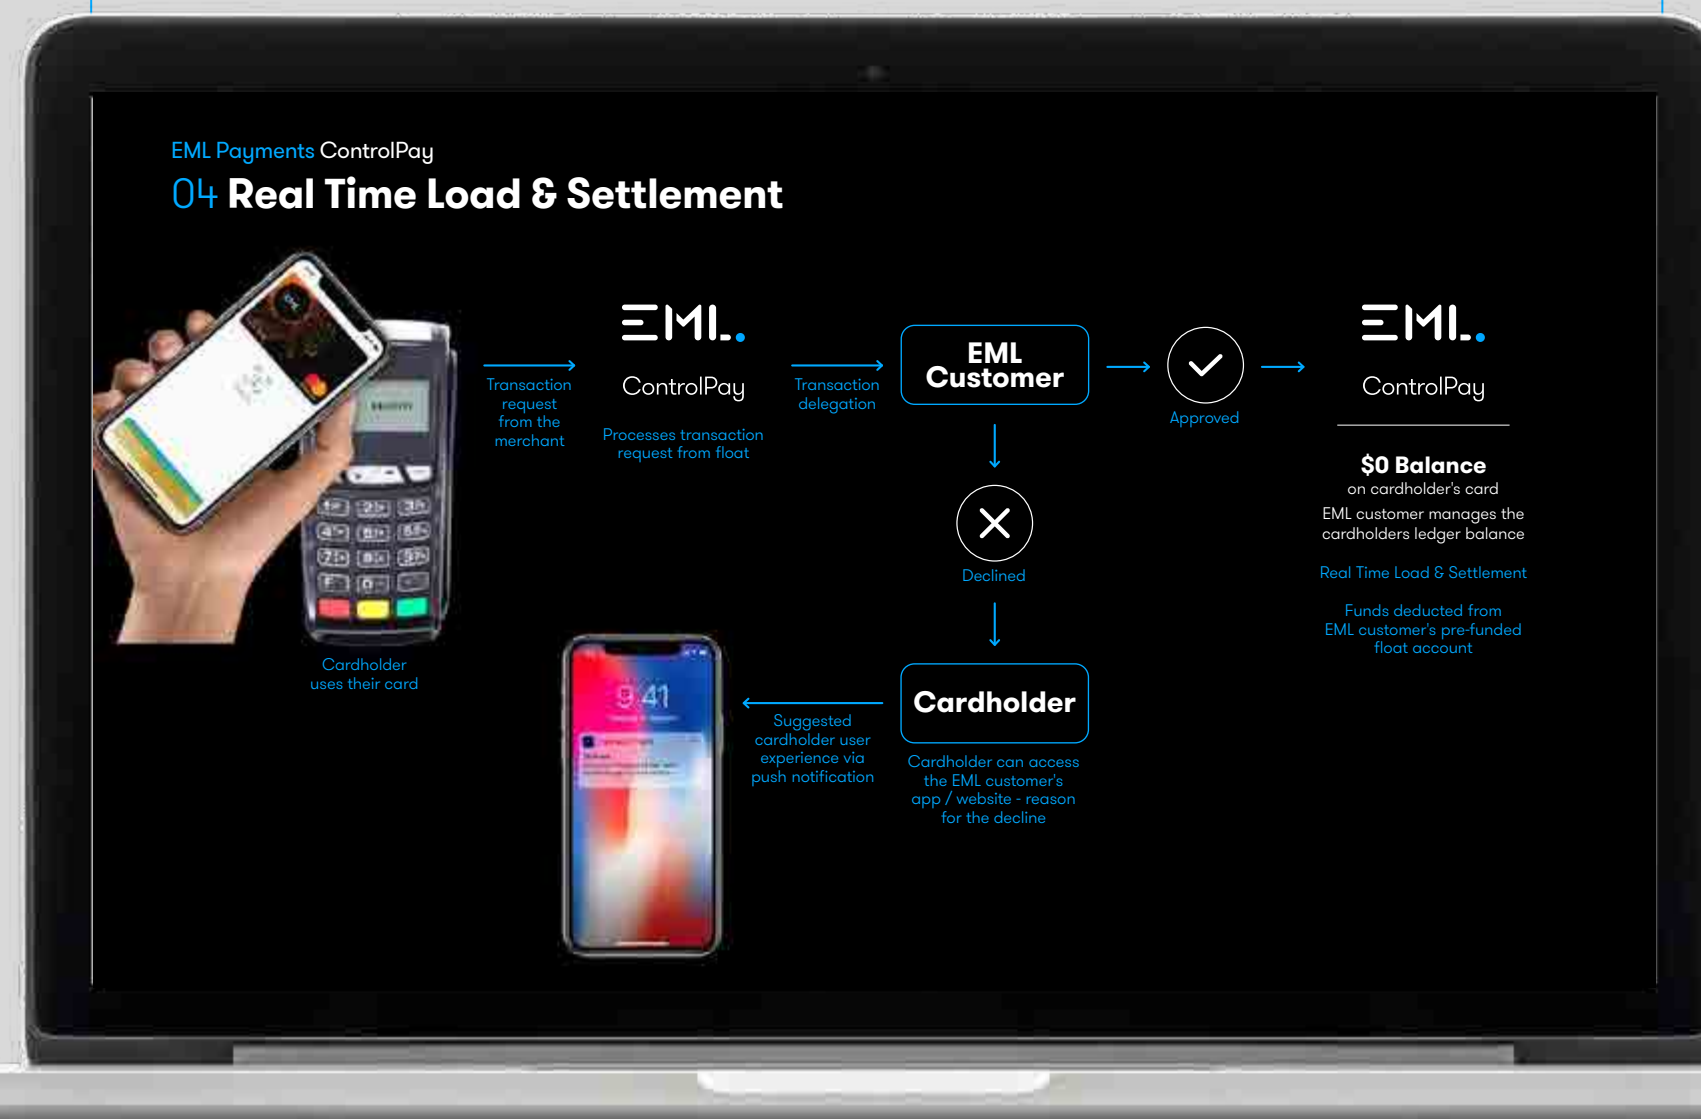 EML Payments ControlPay
04 Real Time Load & Settlement
Cardholder
uses their card
Transaction
request
from the
merchant
EML.
ControlPay
Processes transaction
request from float
Transaction
delegation
EML
Customer
Approved
Declined
Cardholder
Cardholder can access
the EML customer's
app / website - reason
for the decline
Suggested
cardholder user
experience via
push notification
9:41
EML.
ControlPay
$0 Balance
on cardholder's card
EML customer manages the
cardholders ledger balance
Real Time Load & Settlement
Funds deducted from
EML customer's pre-funded
float account